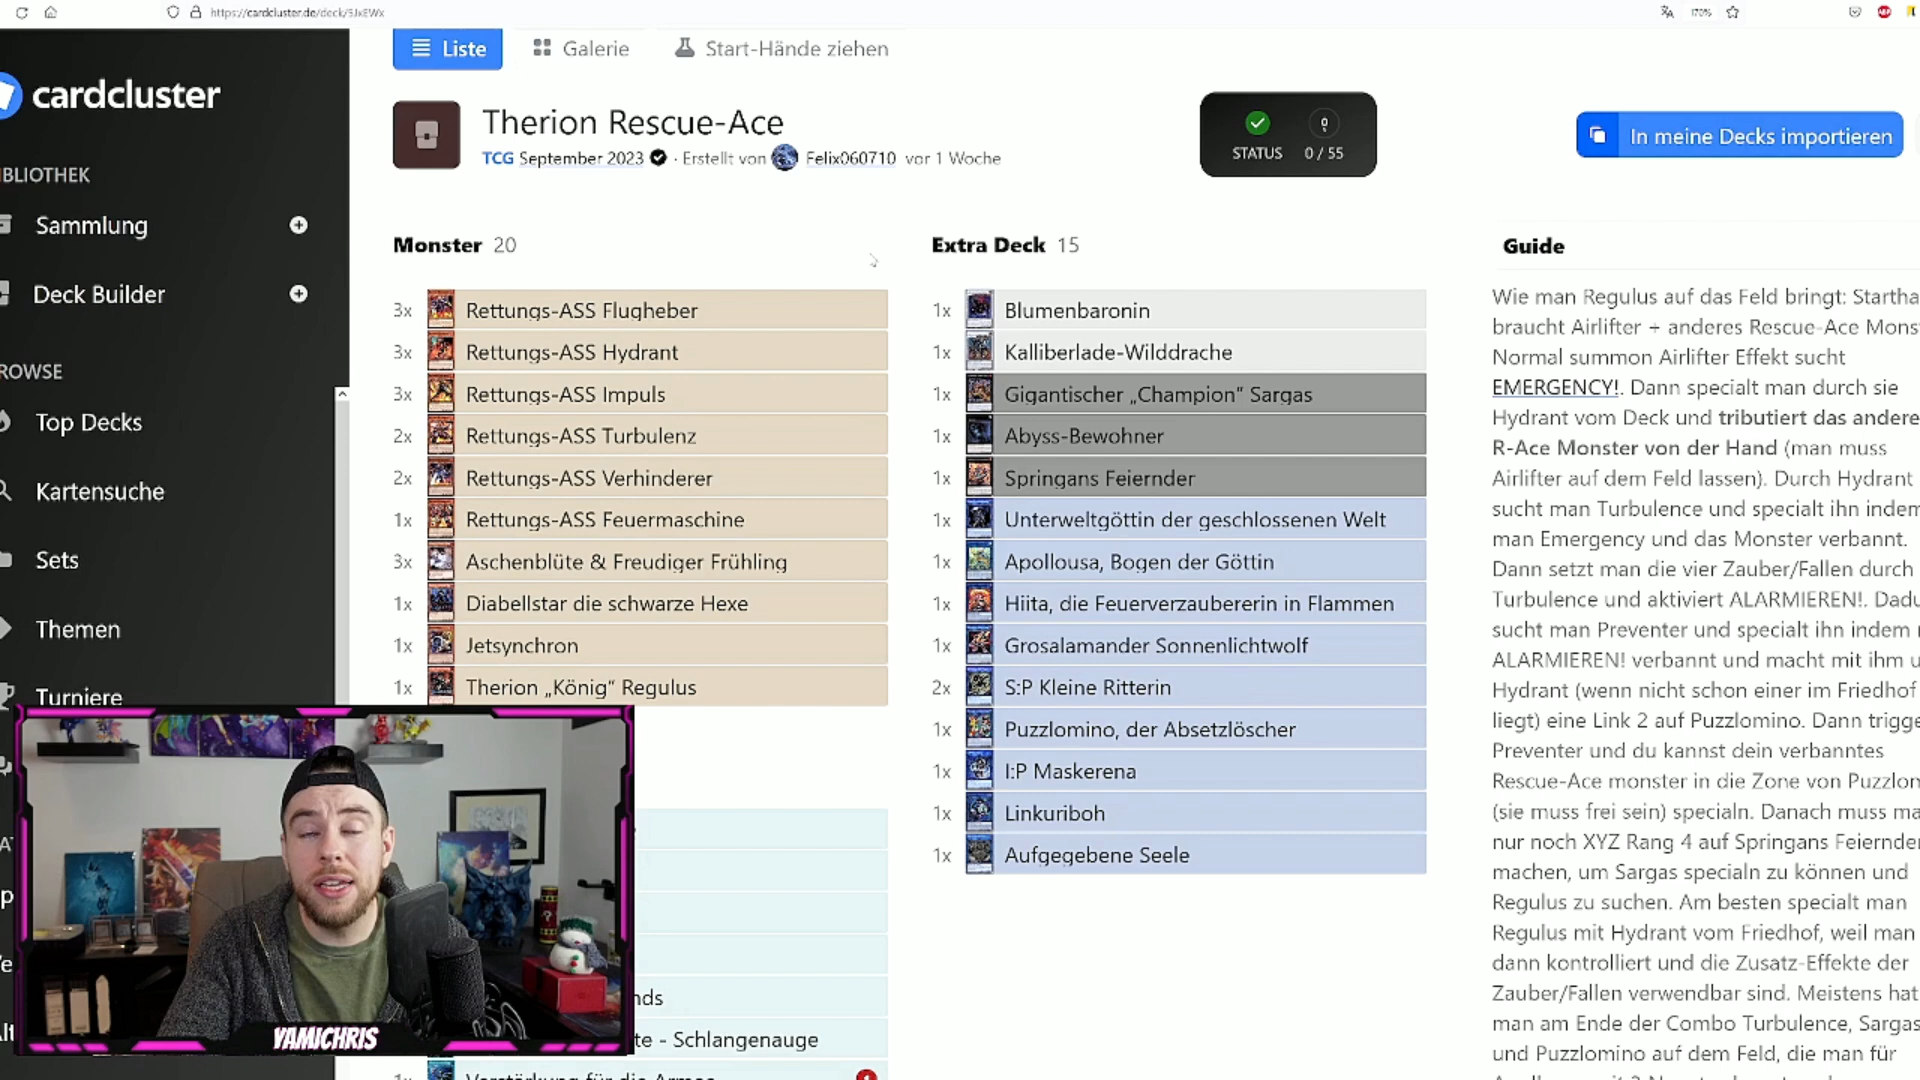 https://cardcluster.de/deck/5JxEWx
170%
Liste
Galerie
Start-Hände ziehen
cardcluster
Therion Rescue-Ace
TCG September 2023 · Erstellt von Felix060710 vor 1 Woche
STATUS 0 / 55
In meine Decks importieren
BLIOTHEK
Sammlung
Deck Builder
ROWSE
Top Decks
Kartensuche
Sets
Themen
Turniere
Monster 20
3x Rettungs-ASS Flugheber
3x Rettungs-ASS Hydrant
3x Rettungs-ASS Impuls
2x Rettungs-ASS Turbulenz
2x Rettungs-ASS Verhinderer
1x Rettungs-ASS Feuermaschine
3x Aschenblüte & Freudiger Frühling
1x Diabellstar die schwarze Hexe
1x Jetsynchron
1x Therion „König“ Regulus
nds
te - Schlangenauge
1x Verstärkung für die Armee
Extra Deck 15
1x Blumenbaronin
1x Kalliberlade-Wilddrache
1x Gigantischer „Champion“ Sargas
1x Abyss-Bewohner
1x Springans Feiernder
1x Unterweltgöttin der geschlossenen Welt
1x Apollousa, Bogen der Göttin
1x Hiita, die Feuerverzaubererin in Flammen
1x Grosalamander Sonnenlichtwolf
2x S:P Kleine Ritterin
1x Puzzlomino, der Absetzlöscher
1x I:P Maskerena
1x Linkuriboh
1x Aufgegebene Seele
Guide
Wie man Regulus auf das Feld bringt: Startha
braucht Airlifter + anderes Rescue-Ace Mons
Normal summon Airlifter Effekt sucht
EMERGENCY!. Dann specialt man durch sie
Hydrant vom Deck und tributiert das andere
R-Ace Monster von der Hand (man muss
Airlifter auf dem Feld lassen). Durch Hydrant
sucht man Turbulence und specialt ihn indem
man Emergency und das Monster verbannt.
Dann setzt man die vier Zauber/Fallen durch
Turbulence und aktiviert ALARMIEREN!. Dadu
sucht man Preventer und specialt ihn indem
ALARMIEREN! verbannt und macht mit ihm u
Hydrant (wenn nicht schon einer im Friedhof
liegt) eine Link 2 auf Puzzlomino. Dann trigge
Preventer und du kannst dein verbanntes
Rescue-Ace monster in die Zone von Puzzlom
(sie muss frei sein) specialn. Danach muss ma
nur noch XYZ Rang 4 auf Springans Feiernder
machen, um Sargas specialn zu können und
Regulus zu suchen. Am besten specialt man
Regulus mit Hydrant vom Friedhof, weil man
dann kontrolliert und die Zusatz-Effekte der
Zauber/Fallen verwendbar sind. Meistens hat
man am Ende der Combo Turbulence, Sargas
und Puzzlomino auf dem Feld, die man für
YAMICHRIS